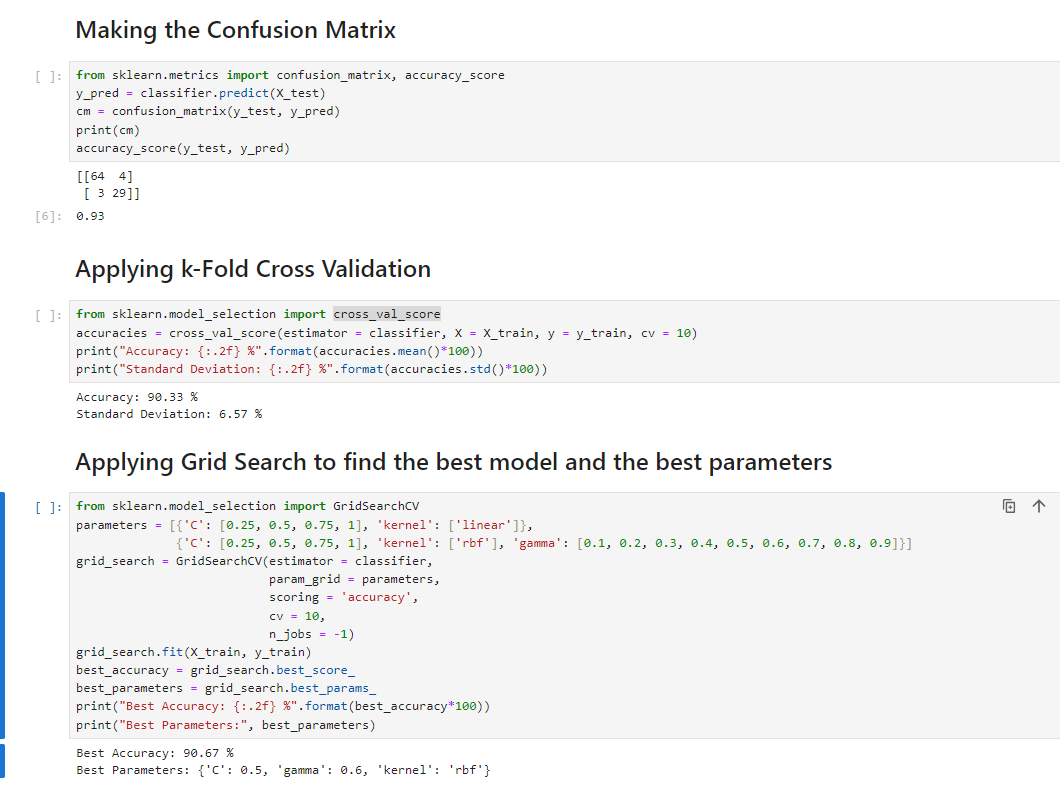 Making the Confusion Matrix
[ ]: from sklearn.metrics import confusion_matrix, accuracy_score
y_pred = classifier.predict(X_test)
cm = confusion_matrix(y_test, y_pred)
print(cm)
accuracy_score(y_test, y_pred)
[[64  4]
 [ 3 29]]
[6]: 0.93
Applying k-Fold Cross Validation
[ ]: from sklearn.model_selection import cross_val_score
accuracies = cross_val_score(estimator = classifier, X = X_train, y = y_train, cv = 10)
print("Accuracy: {:.2f} %".format(accuracies.mean()*100))
print("Standard Deviation: {:.2f} %".format(accuracies.std()*100))
Accuracy: 90.33 %
Standard Deviation: 6.57 %
Applying Grid Search to find the best model and the best parameters
[ ]: from sklearn.model_selection import GridSearchCV
parameters = [{'C': [0.25, 0.5, 0.75, 1], 'kernel': ['linear']},
              {'C': [0.25, 0.5, 0.75, 1], 'kernel': ['rbf'], 'gamma': [0.1, 0.2, 0.3, 0.4, 0.5, 0.6, 0.7, 0.8, 0.9]}]
grid_search = GridSearchCV(estimator = classifier,
                           param_grid = parameters,
                           scoring = 'accuracy',
                           cv = 10,
                           n_jobs = -1)
grid_search.fit(X_train, y_train)
best_accuracy = grid_search.best_score_
best_parameters = grid_search.best_params_
print("Best Accuracy: {:.2f} %".format(best_accuracy*100))
print("Best Parameters:", best_parameters)
Best Accuracy: 90.67 %
Best Parameters: {'C': 0.5, 'gamma': 0.6, 'kernel': 'rbf'}